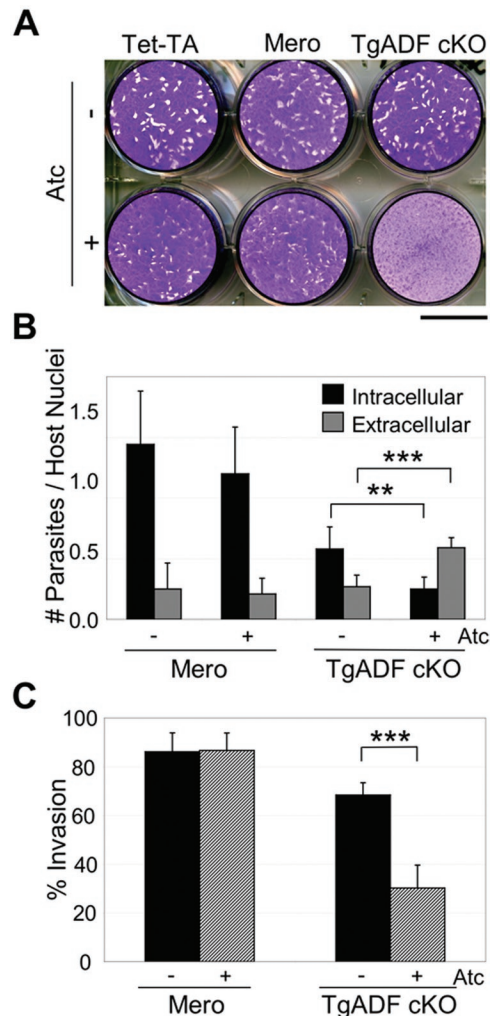 A
Tet-TA Mero TgADF cKO
Atc
-
+
B
# Parasites / Host Nuclei
1.5
1.0
0.5
0.0
Intracellular
Extracellular
***
**
- + - + Atc
Mero TgADF cKO
C
% Invasion
100
80
60
40
20
0
***
- + - + Atc
Mero TgADF cKO